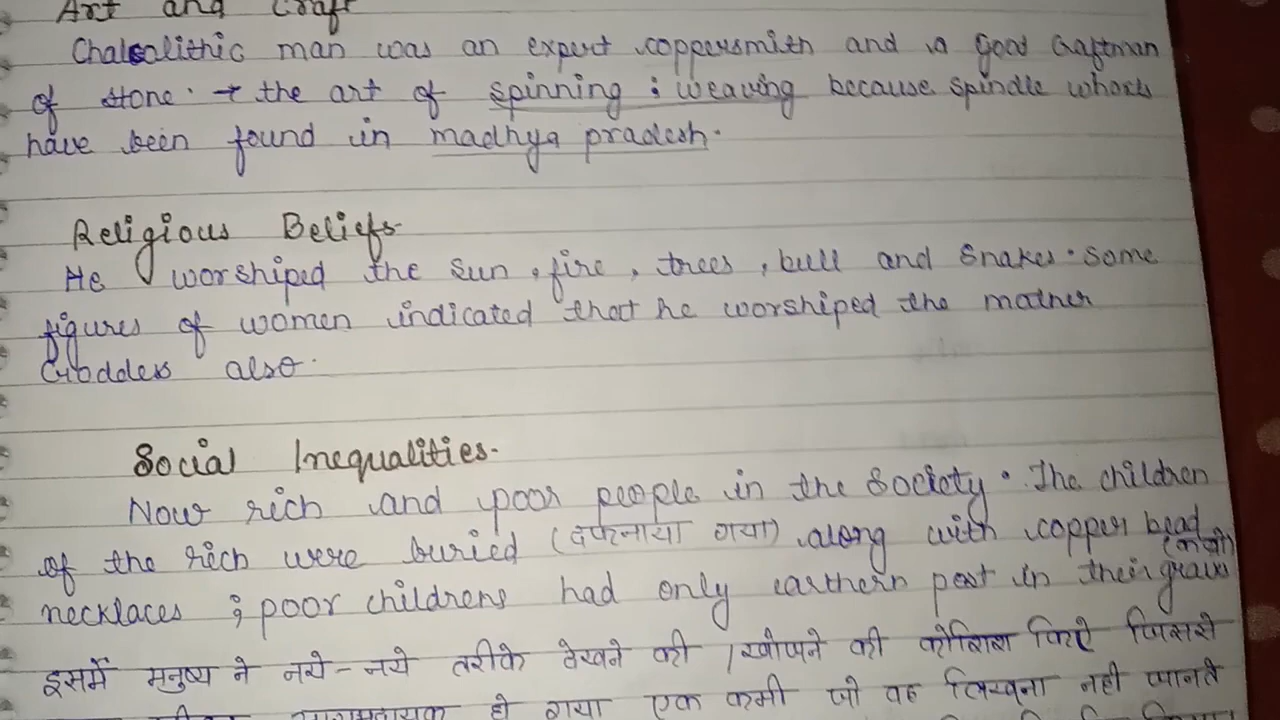 Art and Craft
Chalcolithic man was an expert coppersmith and a good Craftman
of stone. → the art of spinning & weaving because spindle whorls
have been found in madhya pradesh.
Religious Beliefs-
He worshiped the sun, fire, trees, bull and snakes. some
figures of women indicated that he worshiped the mother
Goddess also.
Social Inequalities-
Now rich and poor people in the society. The children
of the rich were buried (दफनाया गया) along with copper bead
necklaces & poor childrens had only earthern pot in their graves (कब्रों)
इसमें मनुष्य ने नये-नये तरीके देखने की / खोजने की कोशिश किऐ जिससे
हो गया एक कमी जो वह लिखना नही जानते